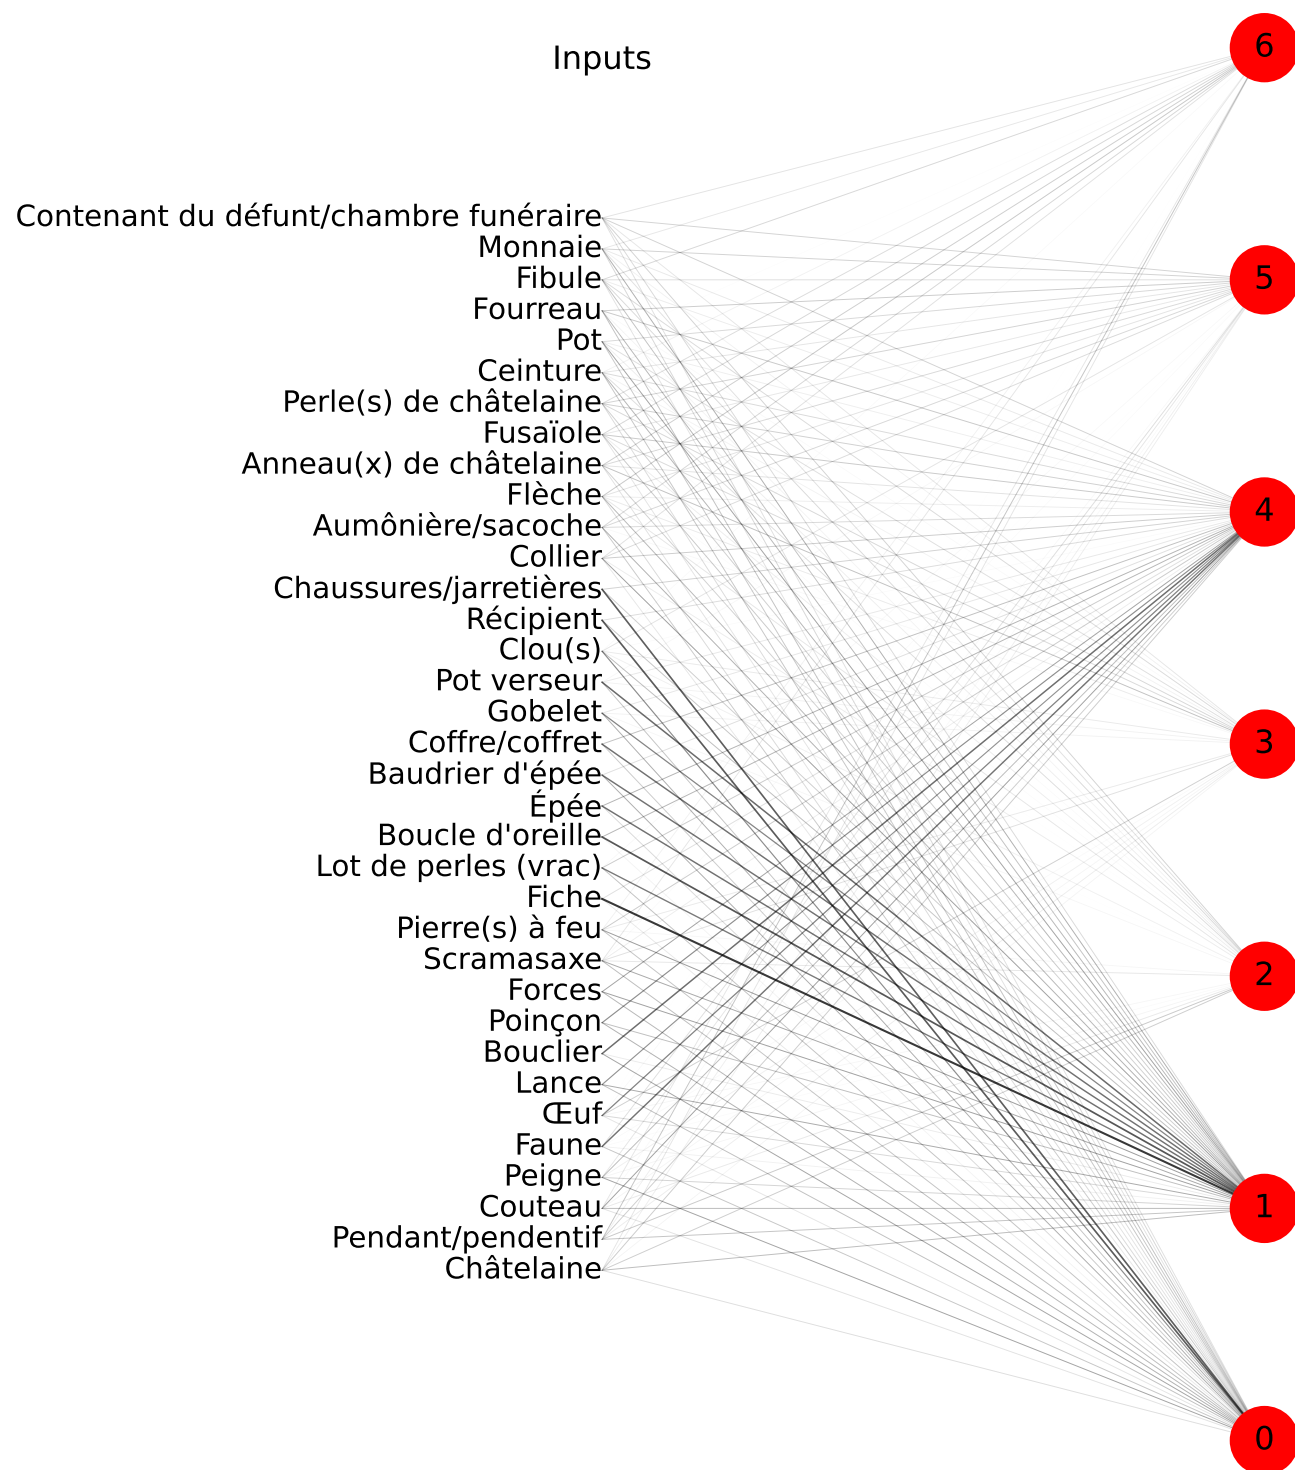 6
Inputs
Contenant du défunt/chambre funéraire
Monnaie
Fibule
5
Fourreau
Pot
Ceinture
Perle(s) de châtelaine
Fusaïole
Anneau(x) de châtelaine
Flèche
4
Aumônière/sacoche
Collier
Chaussures/jarretières
Récipient
Clou(s)
Pot verseur
Gobelet
Coffre/coffret
3
Baudrier d'épée
Épée
Boucle d'oreille
Lot de perles (vrac)
Fiche
Pierre(s) à feu
Scramasaxe
2
Forces
Poinçon
Bouclier
Lance
Œuf
Faune
Peigne
Couteau
1
Pendant/pendentif
Châtelaine
0